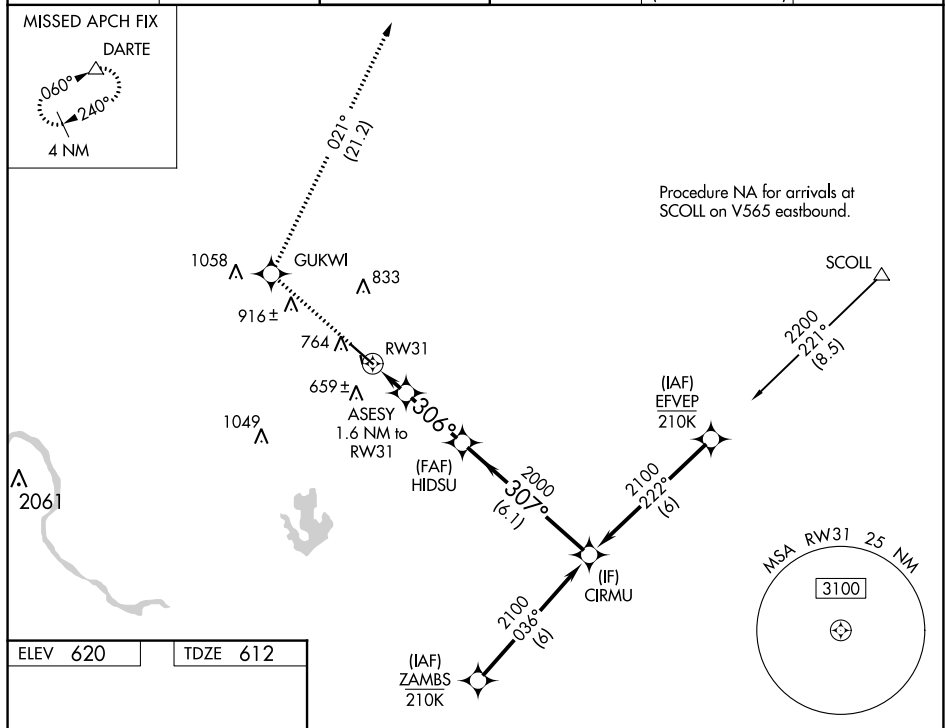 MISSED APCH FIX
DARTE
060°
240°
4 NM
021°
(21.2)
Procedure NA for arrivals at
SCOLL on V565 eastbound.
SCOLL
2200
221°
(8.5)
1058
GUKWI
833
916±
764
RW31
659±
ASESY
1.6 NM to
RW31
306°
1049
(FAF)
HIDSU
2000
307°
(6.1)
(IAF)
EFVEP
210K
2100
222°
(6)
2061
(IF)
CIRMU
2100
036°
(6)
(IAF)
ZAMBS
210K
MSA RW31 25 NM
3100
ELEV 620
TDZE 612